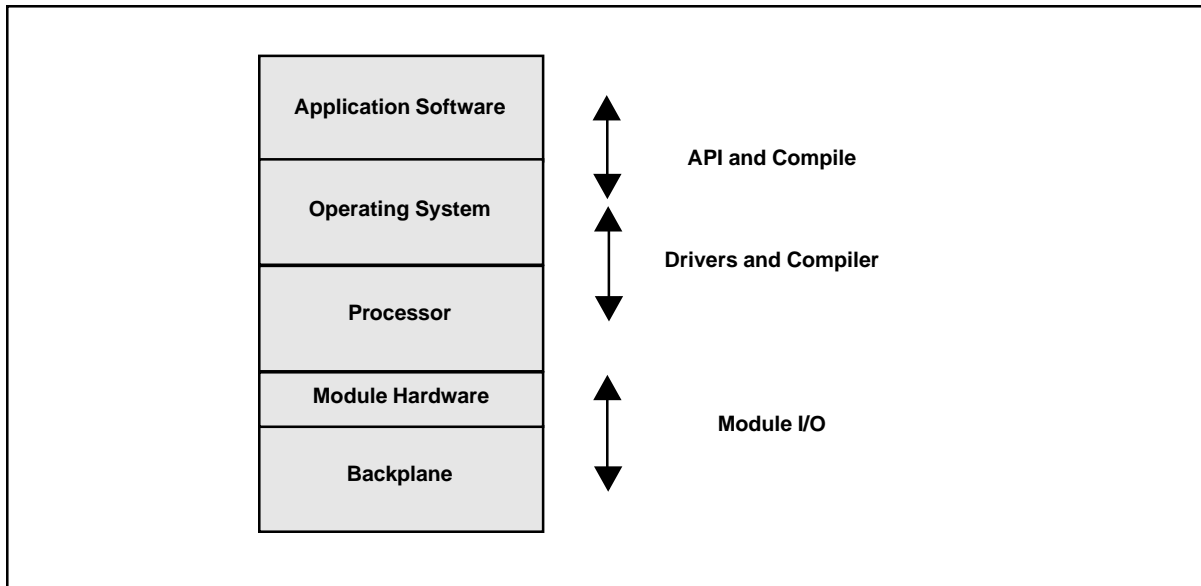 Application Software
API and Compile
Operating System
Drivers and Compiler
Processor
Module Hardware
Module I/O
Backplane